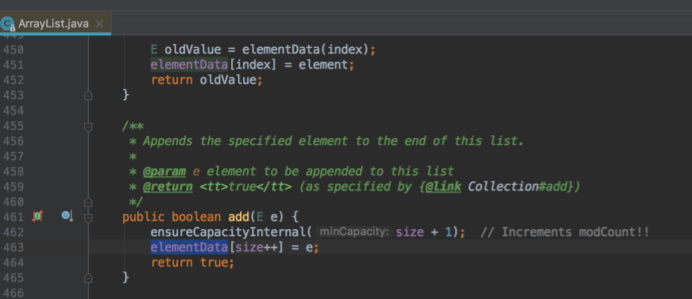 ArrayList.java
450 E oldValue = elementData(index);
451 elementData[index] = element;
452 return oldValue;
453 }
454
455 /**
456 * Appends the specified element to the end of this list.
457 *
458 * @param e element to be appended to this list
459 * @return <tt>true</tt> (as specified by {@link Collection#add})
460 */
461 public boolean add(E e) {
462 ensureCapacityInternal( minCapacity: size + 1); // Increments modCount!!
463 elementData[size++] = e;
464 return true;
465 }
466